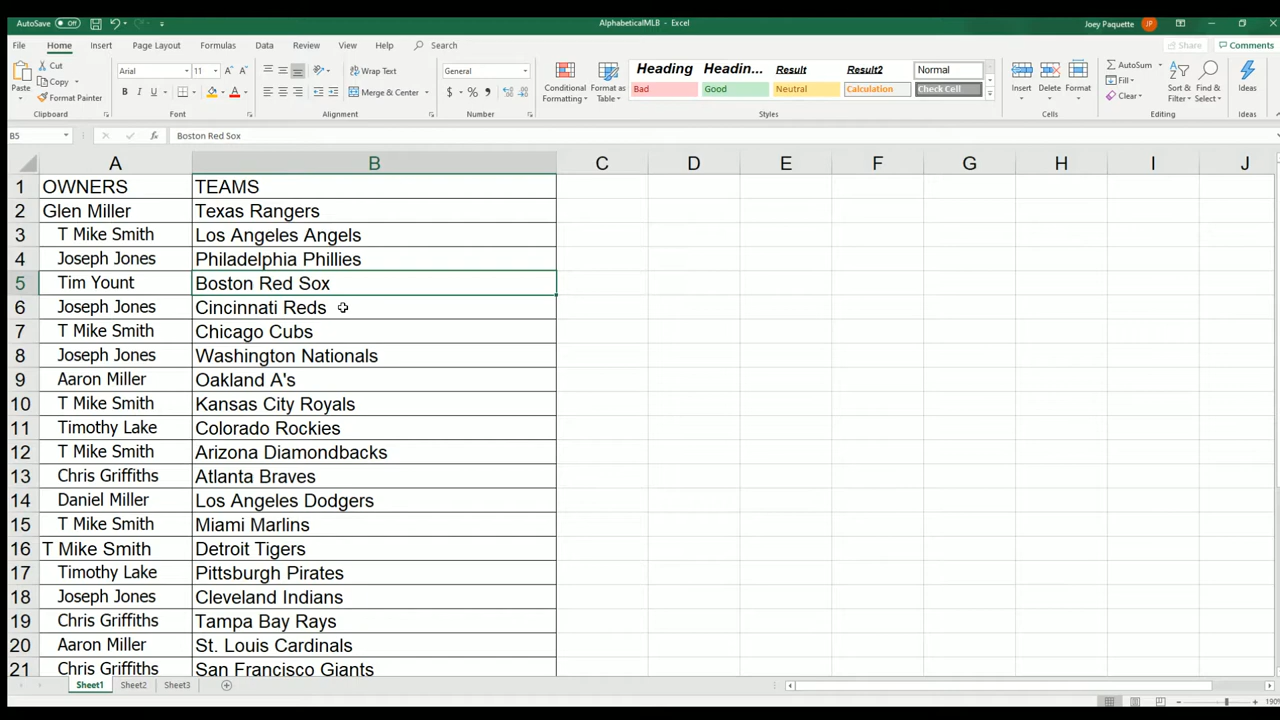 AutoSave Off
AlphabeticalMLB - Excel
Joey Paquette JP
File Home Insert Page Layout Formulas Data Review View Help Search Share Comments
Paste
Cut
Copy
Format Painter
Clipboard
Arial 11
B I U
Font
Wrap Text
Merge & Center
Alignment
General
$ % ,
Number
Conditional Formatting
Format as Table
Heading Headin... Result Result2 Normal
Bad Good Neutral Calculation Check Cell
Styles
Insert Delete Format
Cells
AutoSum
Fill
Clear
Sort & Filter
Find & Select
Editing
Ideas
Ideas
B5 fx Boston Red Sox
A B C D E F G H I J
1 OWNERS TEAMS
2 Glen Miller Texas Rangers
3 T Mike Smith Los Angeles Angels
4 Joseph Jones Philadelphia Phillies
5 Tim Yount Boston Red Sox
6 Joseph Jones Cincinnati Reds
7 T Mike Smith Chicago Cubs
8 Joseph Jones Washington Nationals
9 Aaron Miller Oakland A's
10 T Mike Smith Kansas City Royals
11 Timothy Lake Colorado Rockies
12 T Mike Smith Arizona Diamondbacks
13 Chris Griffiths Atlanta Braves
14 Daniel Miller Los Angeles Dodgers
15 T Mike Smith Miami Marlins
16 T Mike Smith Detroit Tigers
17 Timothy Lake Pittsburgh Pirates
18 Joseph Jones Cleveland Indians
19 Chris Griffiths Tampa Bay Rays
20 Aaron Miller St. Louis Cardinals
21 Chris Griffiths San Francisco Giants
Sheet1 Sheet2 Sheet3
190%